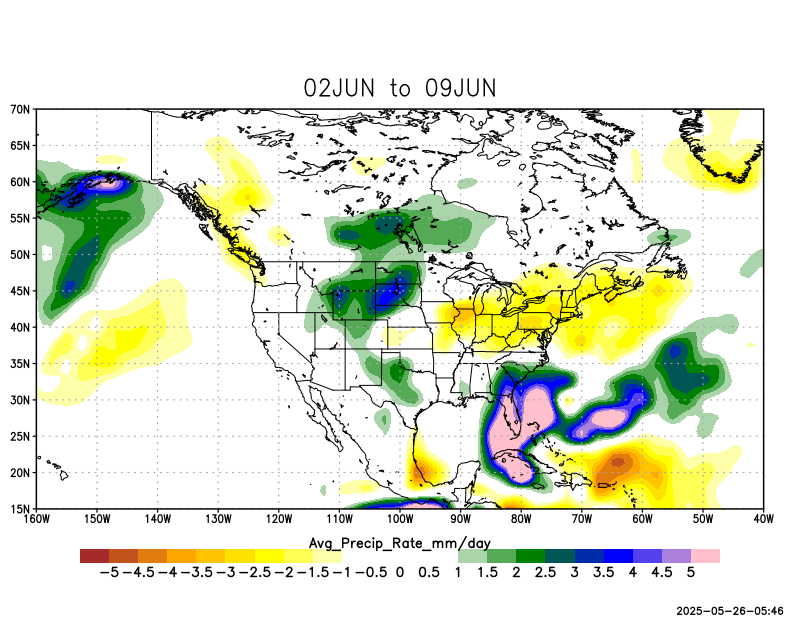 02JUN to 09JUN
70N
65N
60N
55N
50N
45N
40N
35N
30N
25N
20N
15N
160W 150W 140W 130W 120W 110W 100W 90W 80W 70W 60W 50W 40W
Avg_Precip_Rate_mm/day
-5 -4.5 -4 -3.5 -3 -2.5 -2 -1.5 -1 -0.5 0 0.5 1 1.5 2 2.5 3 3.5 4 4.5 5
2025-05-26-05:46